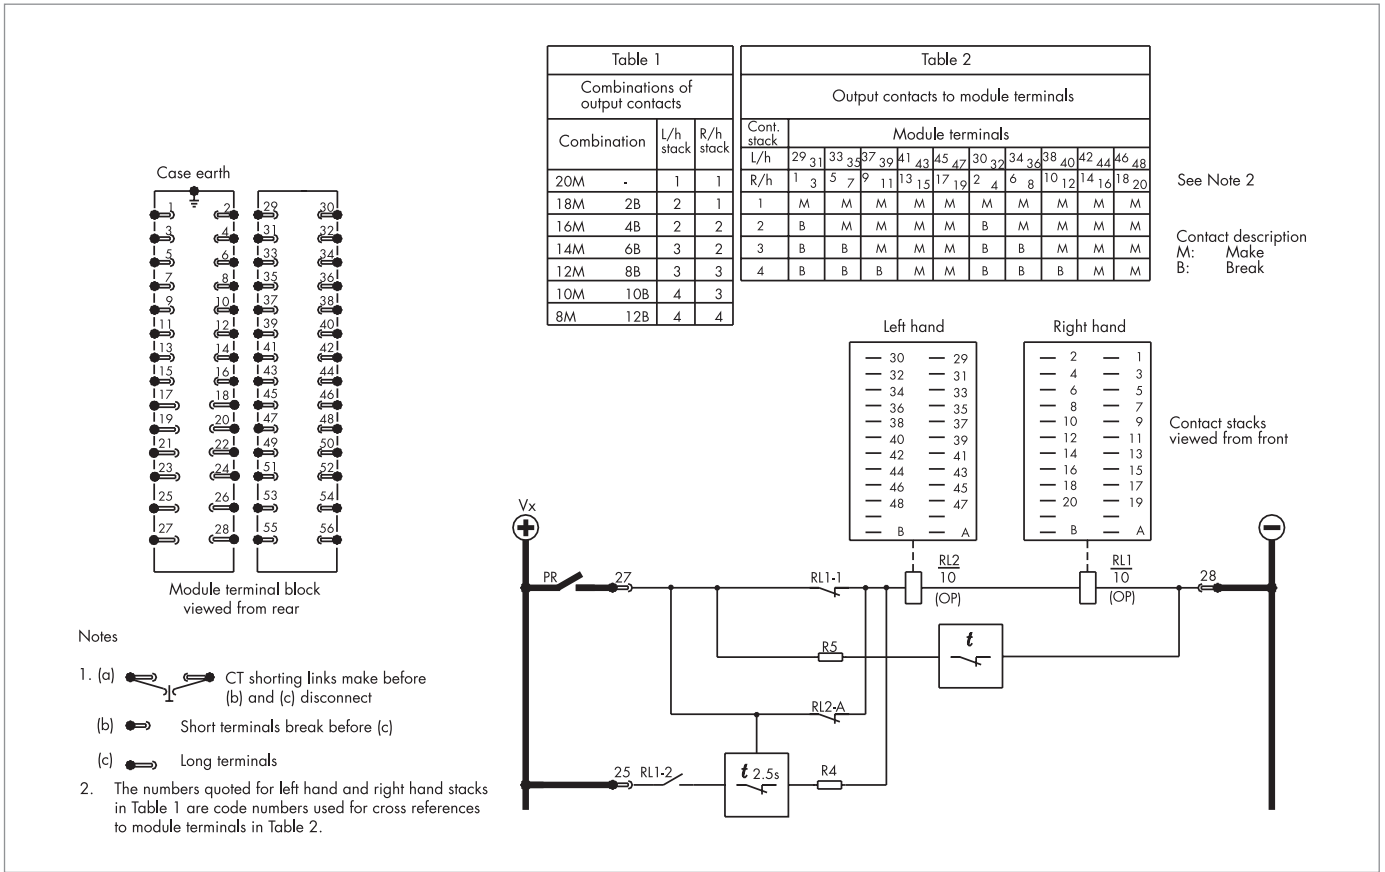 Table 1
Combinations of
output contacts
Combination L/h stack R/h stack
20M - 1 1
18M 2B 2 1
16M 4B 2 2
14M 6B 3 2
12M 8B 3 3
10M 10B 4 3
8M 12B 4 4
Table 2
Output contacts to module terminals
Cont. stack Module terminals
L/h 29 31 33 35 37 39 41 43 45 47 30 32 34 36 38 40 42 44 46 48
R/h 1 3 5 7 9 11 13 15 17 19 2 4 6 8 10 12 14 16 18 20
1 M M M M M M M M M M
2 B M M M M B M M M M
3 B B M M M B B M M M
4 B B B M M B B B M M
See Note 2
Contact description
M: Make
B: Break
Case earth
1 2 29 30
3 4 31 32
5 6 33 34
7 8 35 36
9 10 37 38
11 12 39 40
13 14 41 42
15 16 43 44
17 18 45 46
19 20 47 48
21 22 49 50
23 24 51 52
25 26 53 54
27 28 55 56
Module terminal block
viewed from rear
Left hand
30 29
32 31
34 33
36 35
38 37
40 39
42 41
44 43
46 45
48 47
B A
Right hand
2 1
4 3
6 5
8 7
10 9
12 11
14 13
16 15
18 17
20 19
B A
Contact stacks
viewed from front
Vx
PR 27 RL1-1
RL2
10
(OP)
RL1
10
(OP)
28
R5
t
RL2-A
25 RL1-2
t 2.5s
R4
Notes
1. (a) CT shorting links make before
(b) and (c) disconnect
(b) Short terminals break before (c)
(c) Long terminals
2. The numbers quoted for left hand and right hand stacks
in Table 1 are code numbers used for cross references
to module terminals in Table 2.